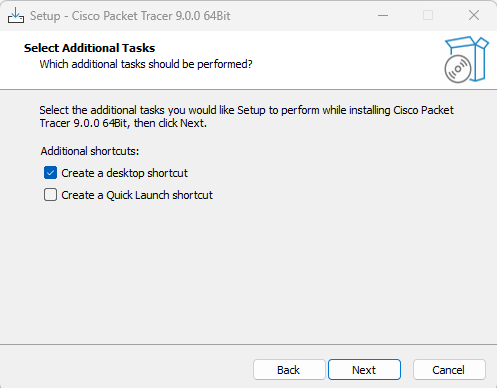 Setup - Cisco Packet Tracer 9.0.0 64Bit
Select Additional Tasks
Which additional tasks should be performed?
Select the additional tasks you would like Setup to perform while installing Cisco Packet
Tracer 9.0.0 64Bit, then click Next.
Additional shortcuts:
Create a desktop shortcut
Create a Quick Launch shortcut
Back Next Cancel